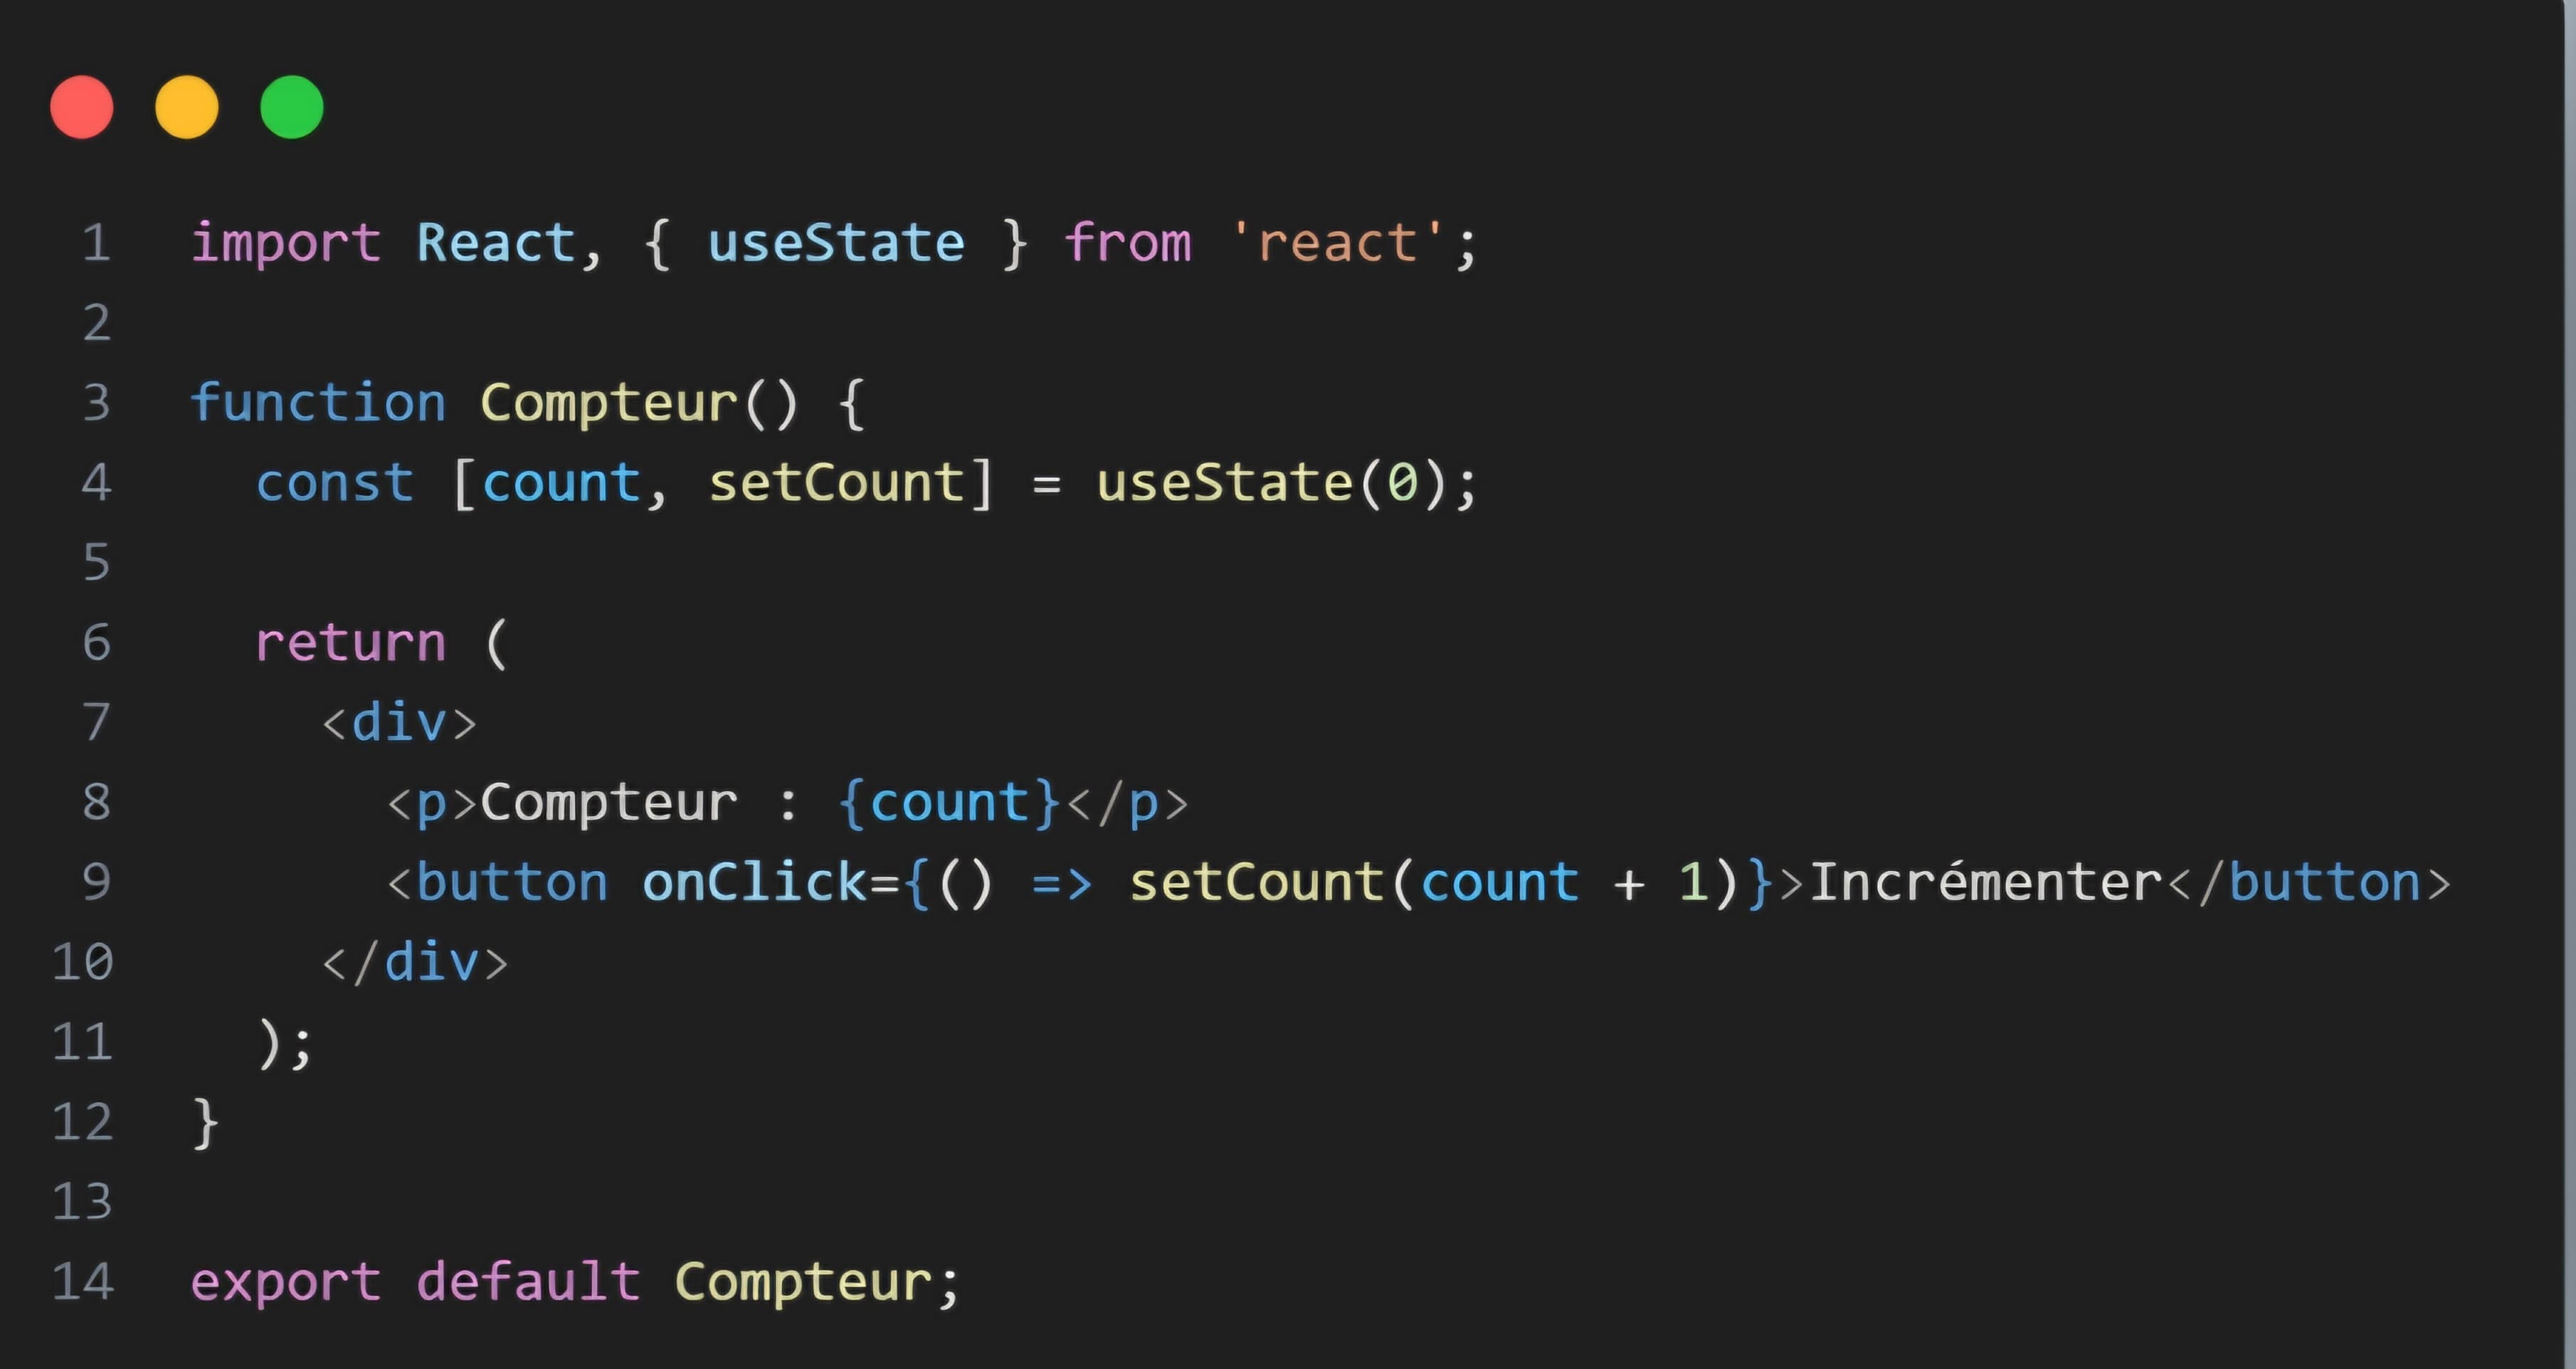 1 import React, { useState } from 'react';
2
3 function Compteur() {
4   const [count, setCount] = useState(0);
5
6   return (
7     <div>
8       <p>Compteur : {count}</p>
9       <button onClick={() => setCount(count + 1)}>Incrémenter</button>
10     </div>
11   );
12 }
13
14 export default Compteur;